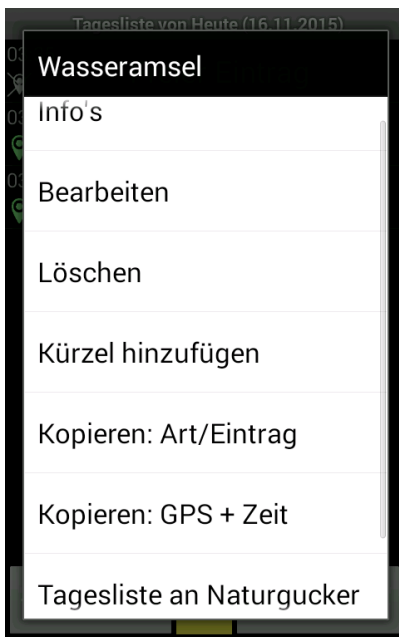 Tagesliste von Heute (16.11.2015)
Wasseramsel
Eintrag
Info's
Bearbeiten
Löschen
Kürzel hinzufügen
Kopieren: Art/Eintrag
Kopieren: GPS + Zeit
Tagesliste an Naturgucker